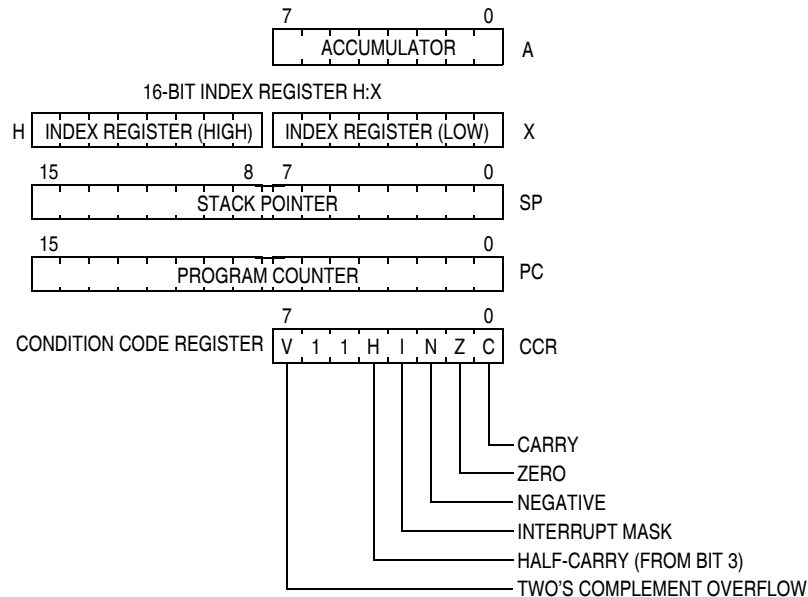 7 0
ACCUMULATOR A
16-BIT INDEX REGISTER H:X
H INDEX REGISTER (HIGH) INDEX REGISTER (LOW) X
15 8 7 0
STACK POINTER SP
15 0
PROGRAM COUNTER PC
7 0
CONDITION CODE REGISTER V 1 1 H I N Z C CCR
CARRY
ZERO
NEGATIVE
INTERRUPT MASK
HALF-CARRY (FROM BIT 3)
TWO'S COMPLEMENT OVERFLOW